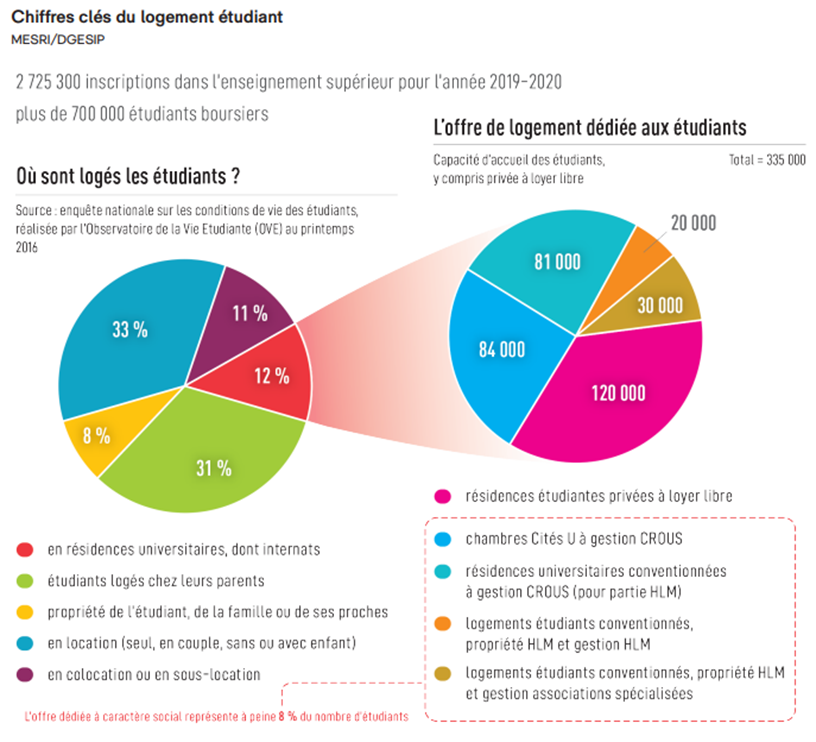 Chiffres clés du logement étudiant
MESRI/DGESIP
2 725 300 inscriptions dans l'enseignement supérieur pour l'année 2019-2020
plus de 700 000 étudiants boursiers
Où sont logés les étudiants ?
Source : enquête nationale sur les conditions de vie des étudiants,
réalisée par l'Observatoire de la Vie Etudiante (OVE) au printemps
2016
33 %
11 %
12 %
8 %
31 %
en résidences universitaires, dont internats
étudiants logés chez leurs parents
propriété de l'étudiant, de la famille ou de ses proches
en location (seul, en couple, sans ou avec enfant)
en colocation ou en sous-location
L'offre dédiée à caractère social représente à peine 8 % du nombre d'étudiants
L'offre de logement dédiée aux étudiants
Capacité d'accueil des étudiants,
y compris privée à loyer libre
Total = 335 000
20 000
81 000
30 000
84 000
120 000
résidences étudiantes privées à loyer libre
chambres Cités U à gestion CROUS
résidences universitaires conventionnées
à gestion CROUS (pour partie HLM)
logements étudiants conventionnés,
propriété HLM et gestion HLM
logements étudiants conventionnés, propriété HLM
et gestion associations spécialisées